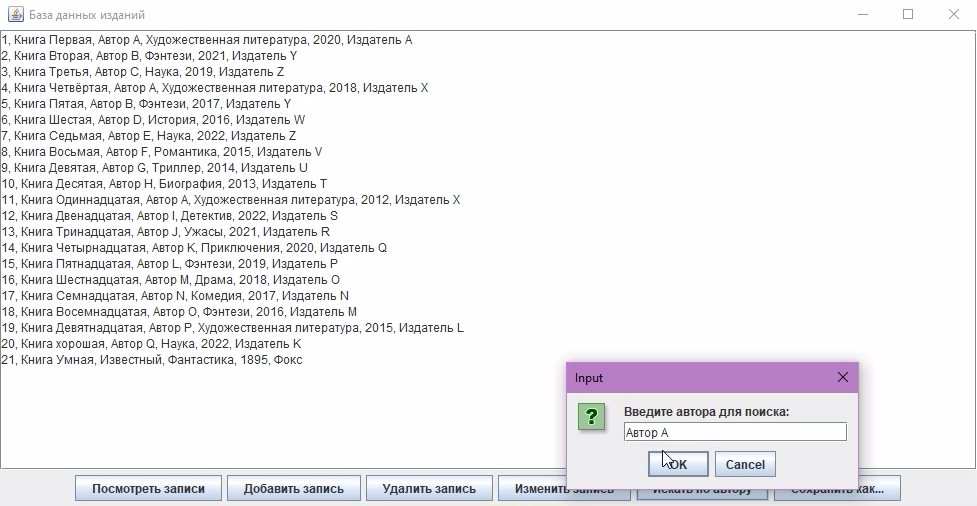 База данных изданий
1, Книга Первая, Автор A, Художественная литература, 2020, Издатель A
2, Книга Вторая, Автор B, Фэнтези, 2021, Издатель Y
3, Книга Третья, Автор C, Наука, 2019, Издатель Z
4, Книга Четвёртая, Автор A, Художественная литература, 2018, Издатель X
5, Книга Пятая, Автор B, Фэнтези, 2017, Издатель Y
6, Книга Шестая, Автор D, История, 2016, Издатель W
7, Книга Седьмая, Автор E, Наука, 2022, Издатель Z
8, Книга Восьмая, Автор F, Романтика, 2015, Издатель V
9, Книга Девятая, Автор G, Триллер, 2014, Издатель U
10, Книга Десятая, Автор H, Биография, 2013, Издатель T
11, Книга Одиннадцатая, Автор A, Художественная литература, 2012, Издатель X
12, Книга Двенадцатая, Автор I, Детектив, 2022, Издатель S
13, Книга Тринадцатая, Автор J, Ужасы, 2021, Издатель R
14, Книга Четырнадцатая, Автор K, Приключения, 2020, Издатель Q
15, Книга Пятнадцатая, Автор L, Фэнтези, 2019, Издатель P
16, Книга Шестнадцатая, Автор M, Драма, 2018, Издатель O
17, Книга Семнадцатая, Автор N, Комедия, 2017, Издатель N
18, Книга Восемнадцатая, Автор O, Фэнтези, 2016, Издатель M
19, Книга Девятнадцатая, Автор P, Художественная литература, 2015, Издатель L
20, Книга хорошая, Автор Q, Наука, 2022, Издатель K
21, Книга Умная, Известный, Фантастика, 1895, Фокс
Input
Введите автора для поиска:
Автор А
OK Cancel
Посмотреть записи Добавить запись Удалить запись Изменить запись Искать по автору Сохранить как...